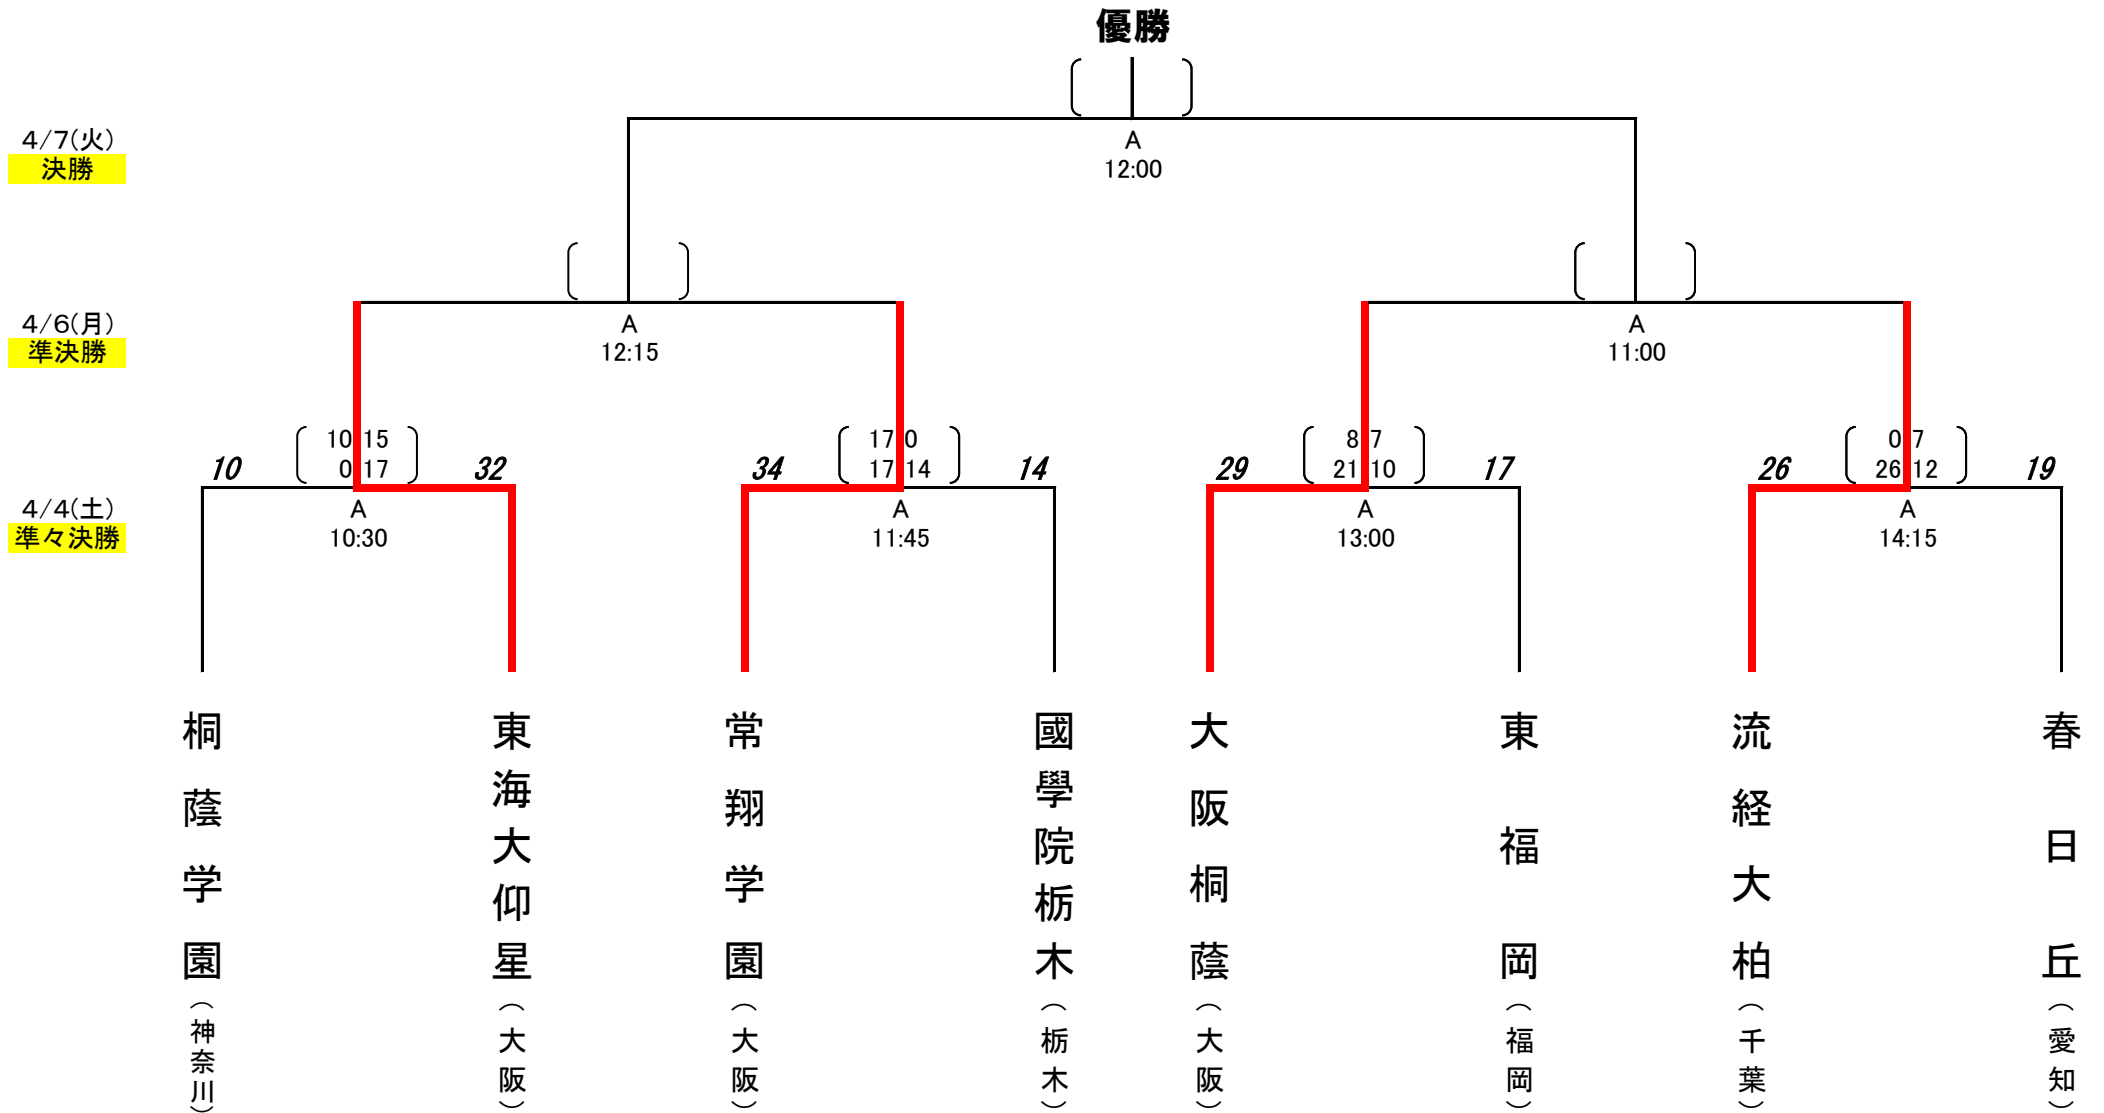 優勝
4/7(火)
決勝
A
12:00
4/6(月)
準決勝
A
12:15
A
11:00
4/4(土)
準々決勝
10
10 15
0 17
32
A
10:30
34
17 0
17 14
14
A
11:45
29
8 7
21 10
17
A
13:00
26
0 7
26 12
19
A
14:15
桐蔭学園(神奈川)
東海大仰星(大阪)
常翔学園(大阪)
國學院栃木(栃木)
大阪桐蔭(大阪)
東福岡(福岡)
流経大柏(千葉)
春日丘(愛知)